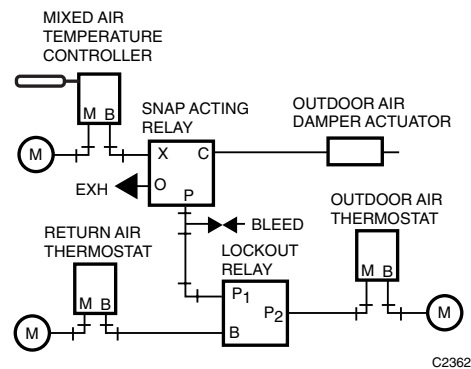 MIXED AIR
TEMPERATURE
CONTROLLER
M B
SNAP ACTING
RELAY
OUTDOOR AIR
DAMPER ACTUATOR
M
X C
EXH
O
P
BLEED
OUTDOOR AIR
THERMOSTAT
RETURN AIR
THERMOSTAT
LOCKOUT
RELAY
M B
M B
P1
P2
B
M
M
C2362